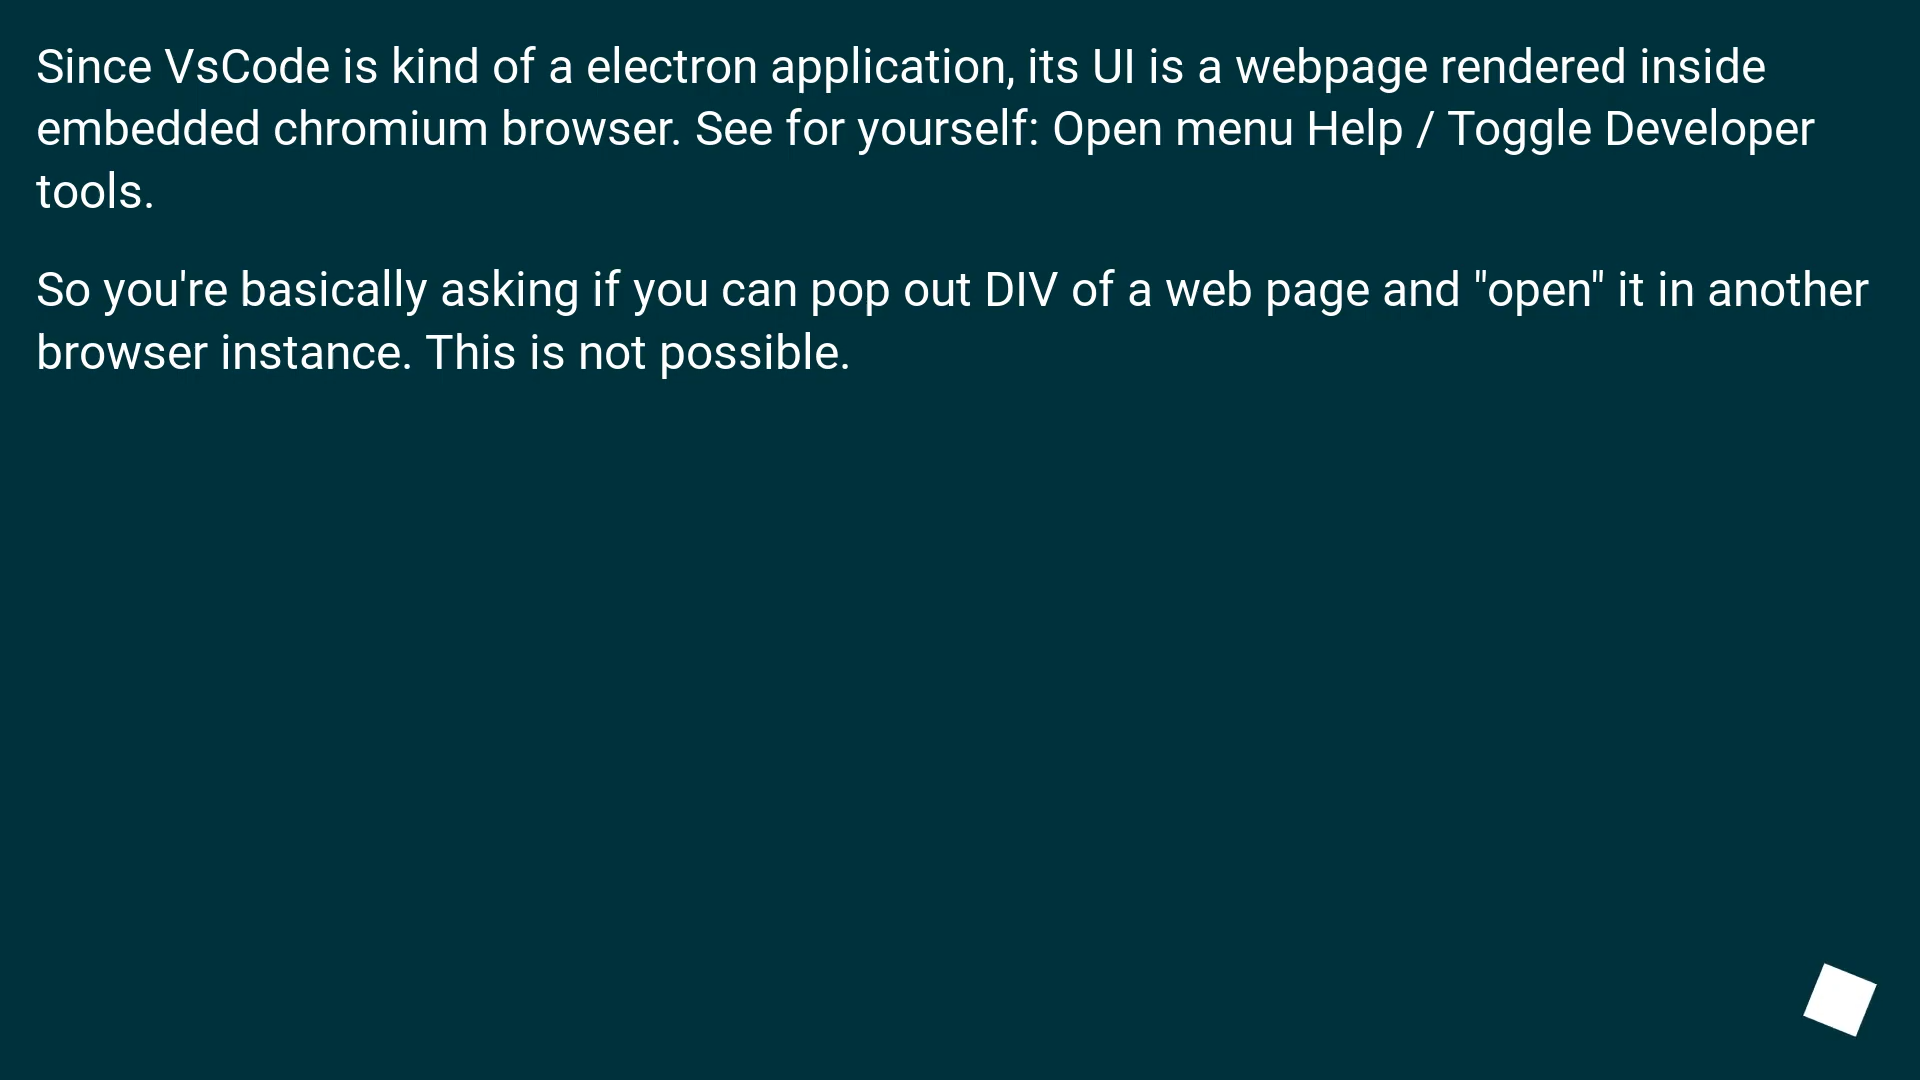 Since VsCode is kind of a electron application, its UI is a webpage rendered inside
embedded chromium browser. See for yourself: Open menu Help / Toggle Developer
tools.
So you're basically asking if you can pop out DIV of a web page and "open" it in another
browser instance. This is not possible.